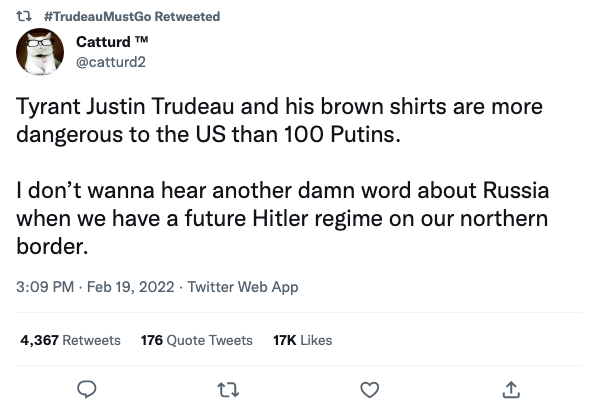 #TrudeauMustGo Retweeted
Catturd ™
@catturd2
Tyrant Justin Trudeau and his brown shirts are more
dangerous to the US than 100 Putins.
I don’t wanna hear another damn word about Russia
when we have a future Hitler regime on our northern
border.
3:09 PM · Feb 19, 2022 · Twitter Web App
4,367 Retweets 176 Quote Tweets 17K Likes